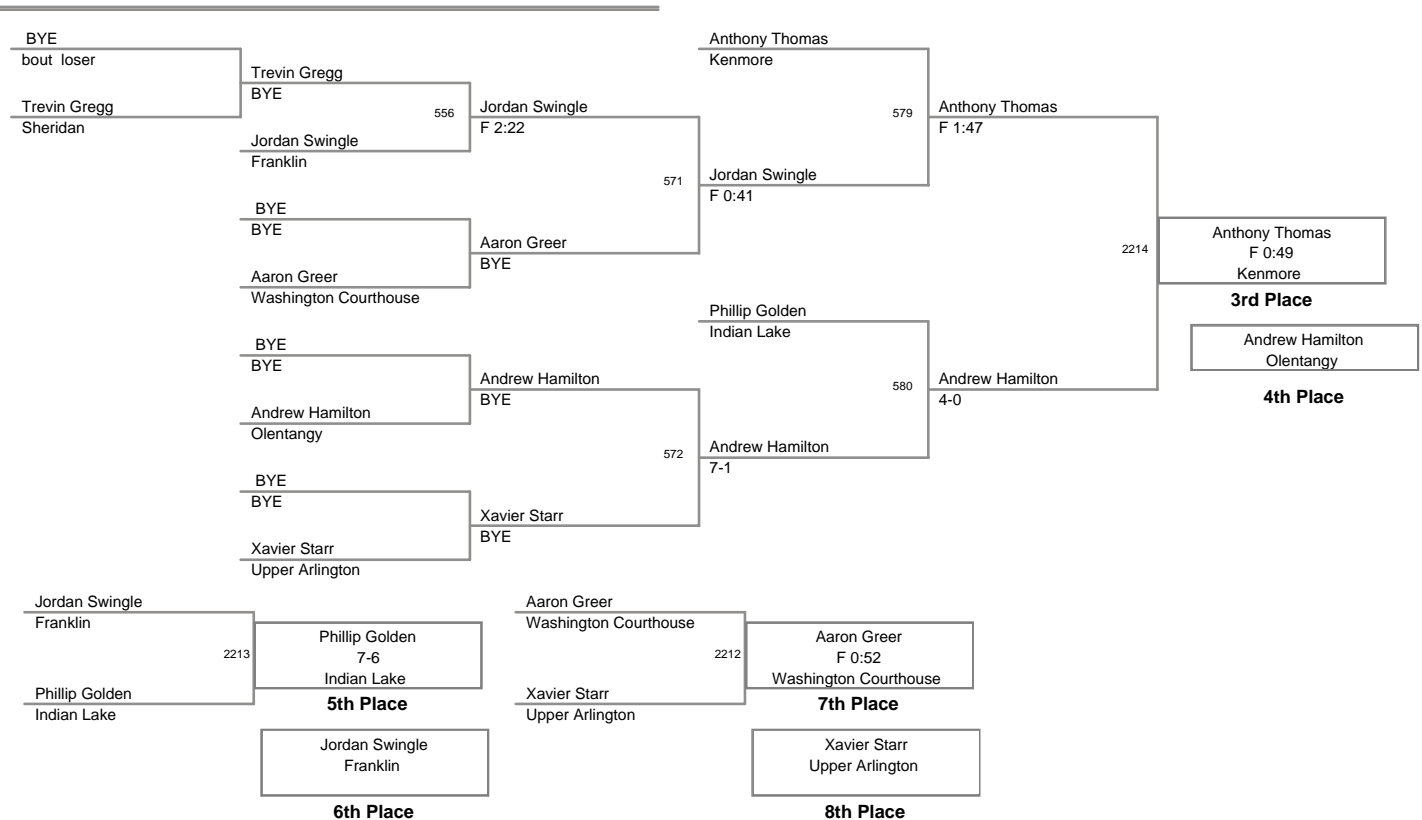 BYE
bout loser
Trevin Gregg
Sheridan
Trevin Gregg
BYE
556
Jordan Swingle
Franklin
Jordan Swingle
F 2:22
BYE
BYE
Aaron Greer
Washington Courthouse
Aaron Greer
BYE
571
BYE
BYE
Andrew Hamilton
Olentangy
Andrew Hamilton
BYE
BYE
BYE
Xavier Starr
Upper Arlington
Xavier Starr
BYE
572
Anthony Thomas
Kenmore
579
Jordan Swingle
F 0:41
Phillip Golden
Indian Lake
580
Andrew Hamilton
7-1
Anthony Thomas
F 1:47
Andrew Hamilton
4-0
2214
Anthony Thomas
F 0:49
Kenmore
3rd Place
Andrew Hamilton
Olentangy
4th Place
Jordan Swingle
Franklin
2213
Phillip Golden
Indian Lake
Phillip Golden
7-6
Indian Lake
5th Place
Jordan Swingle
Franklin
6th Place
Aaron Greer
Washington Courthouse
2212
Xavier Starr
Upper Arlington
Aaron Greer
F 0:52
Washington Courthouse
7th Place
Xavier Starr
Upper Arlington
8th Place